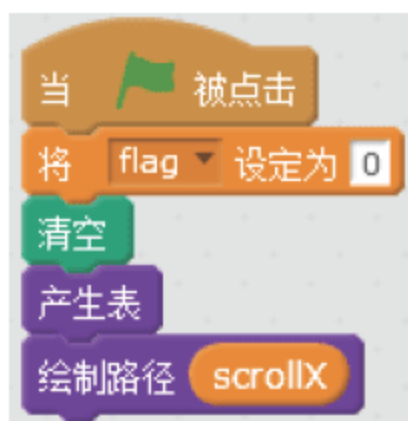 当 被点击
将 flag 设定为 0
清空
产生表
绘制路径 scrollX